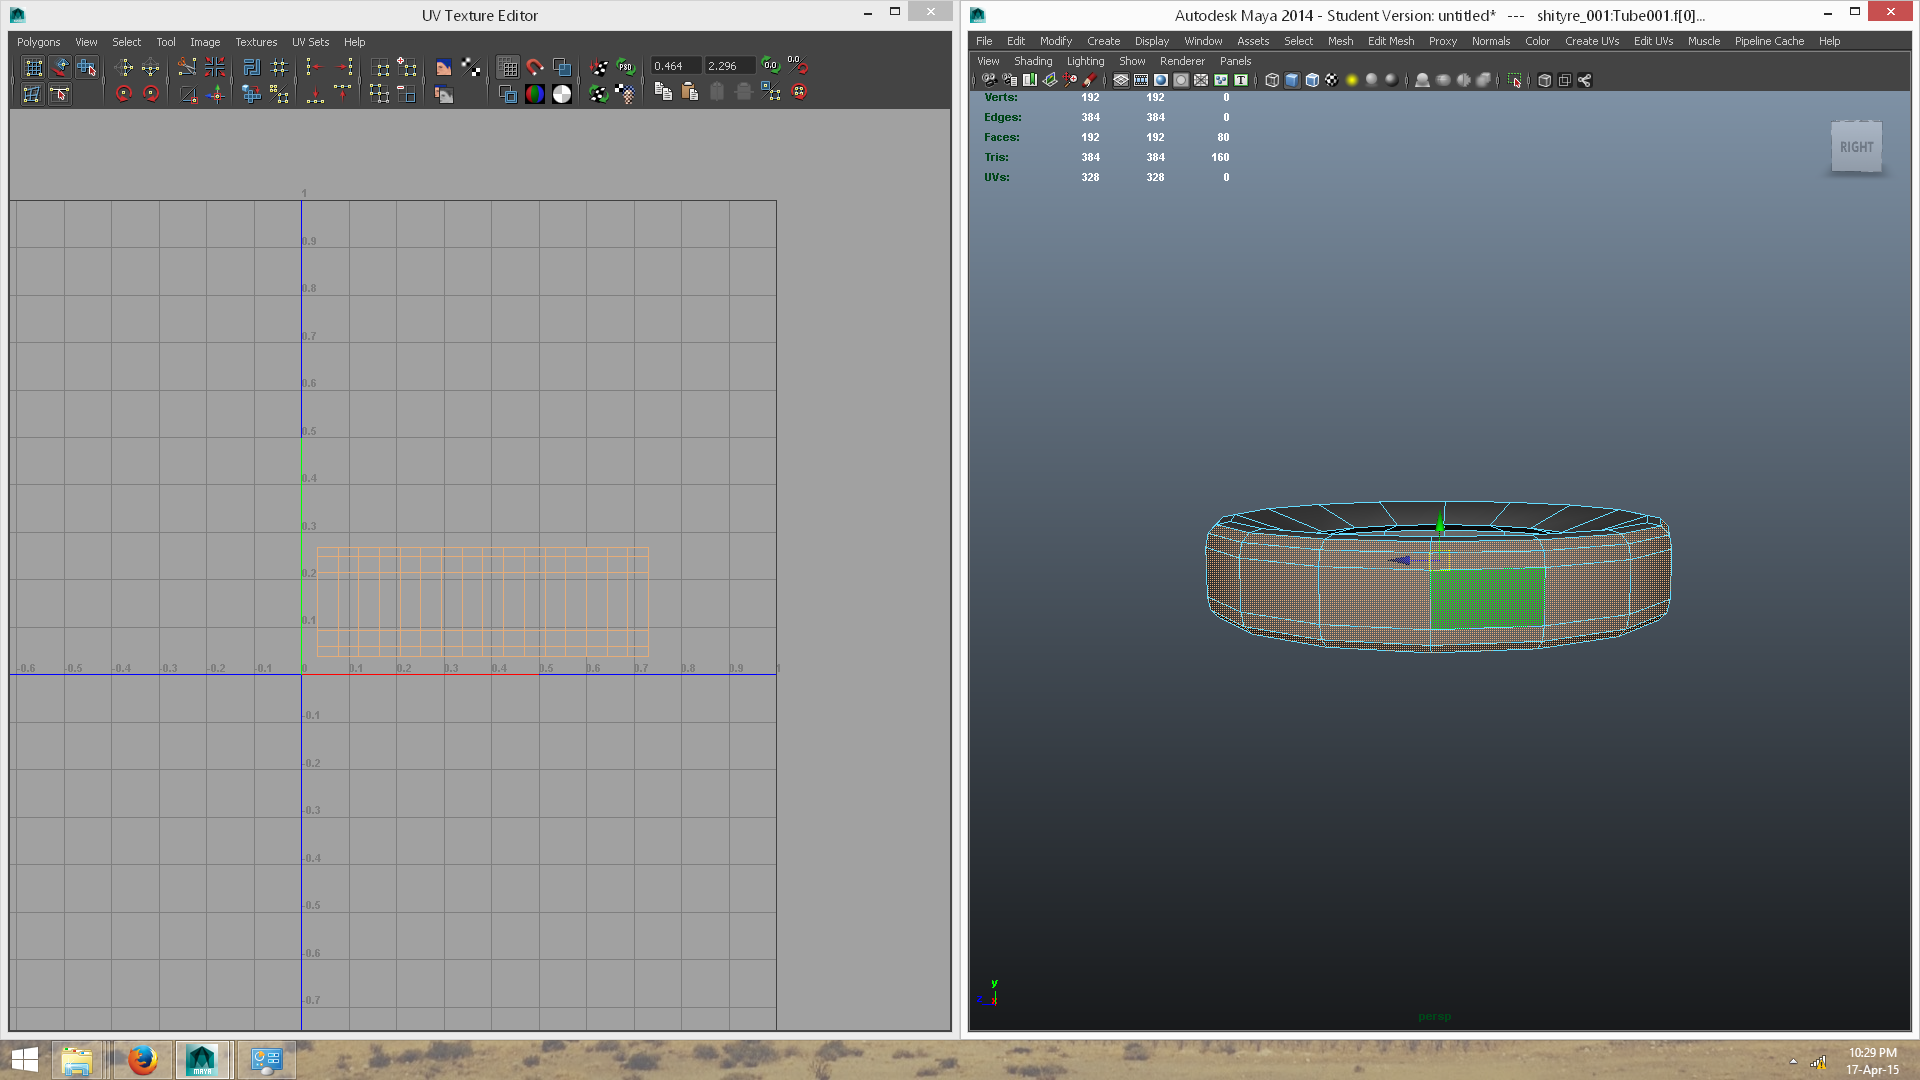 UV Texture Editor
Polygons View Select Tool Image Textures UV Sets Help
0.464 2.296
1
0.9
0.8
0.7
0.6
0.5
0.4
0.3
0.2
0.1
-0.6 -0.5 -0.4 -0.3 -0.2 -0.1 0 0.1 0.2 0.3 0.4 0.5 0.6 0.7 0.8 0.9 1
-0.1
-0.2
-0.3
-0.4
-0.5
-0.6
-0.7
Autodesk Maya 2014 - Student Version: untitled* --- shityre_001:Tube001.f[0]...
File Edit Modify Create Display Window Assets Select Mesh Edit Mesh Proxy Normals Color Create UVs Edit UVs Muscle Pipeline Cache Help
View Shading Lighting Show Renderer Panels
Verts: 192 192 0
Edges: 384 384 0
Faces: 192 192 80
Tris: 384 384 160
UVs: 328 328 0
RIGHT
y
x
persp
MAYA
10:29 PM
17-Apr-15